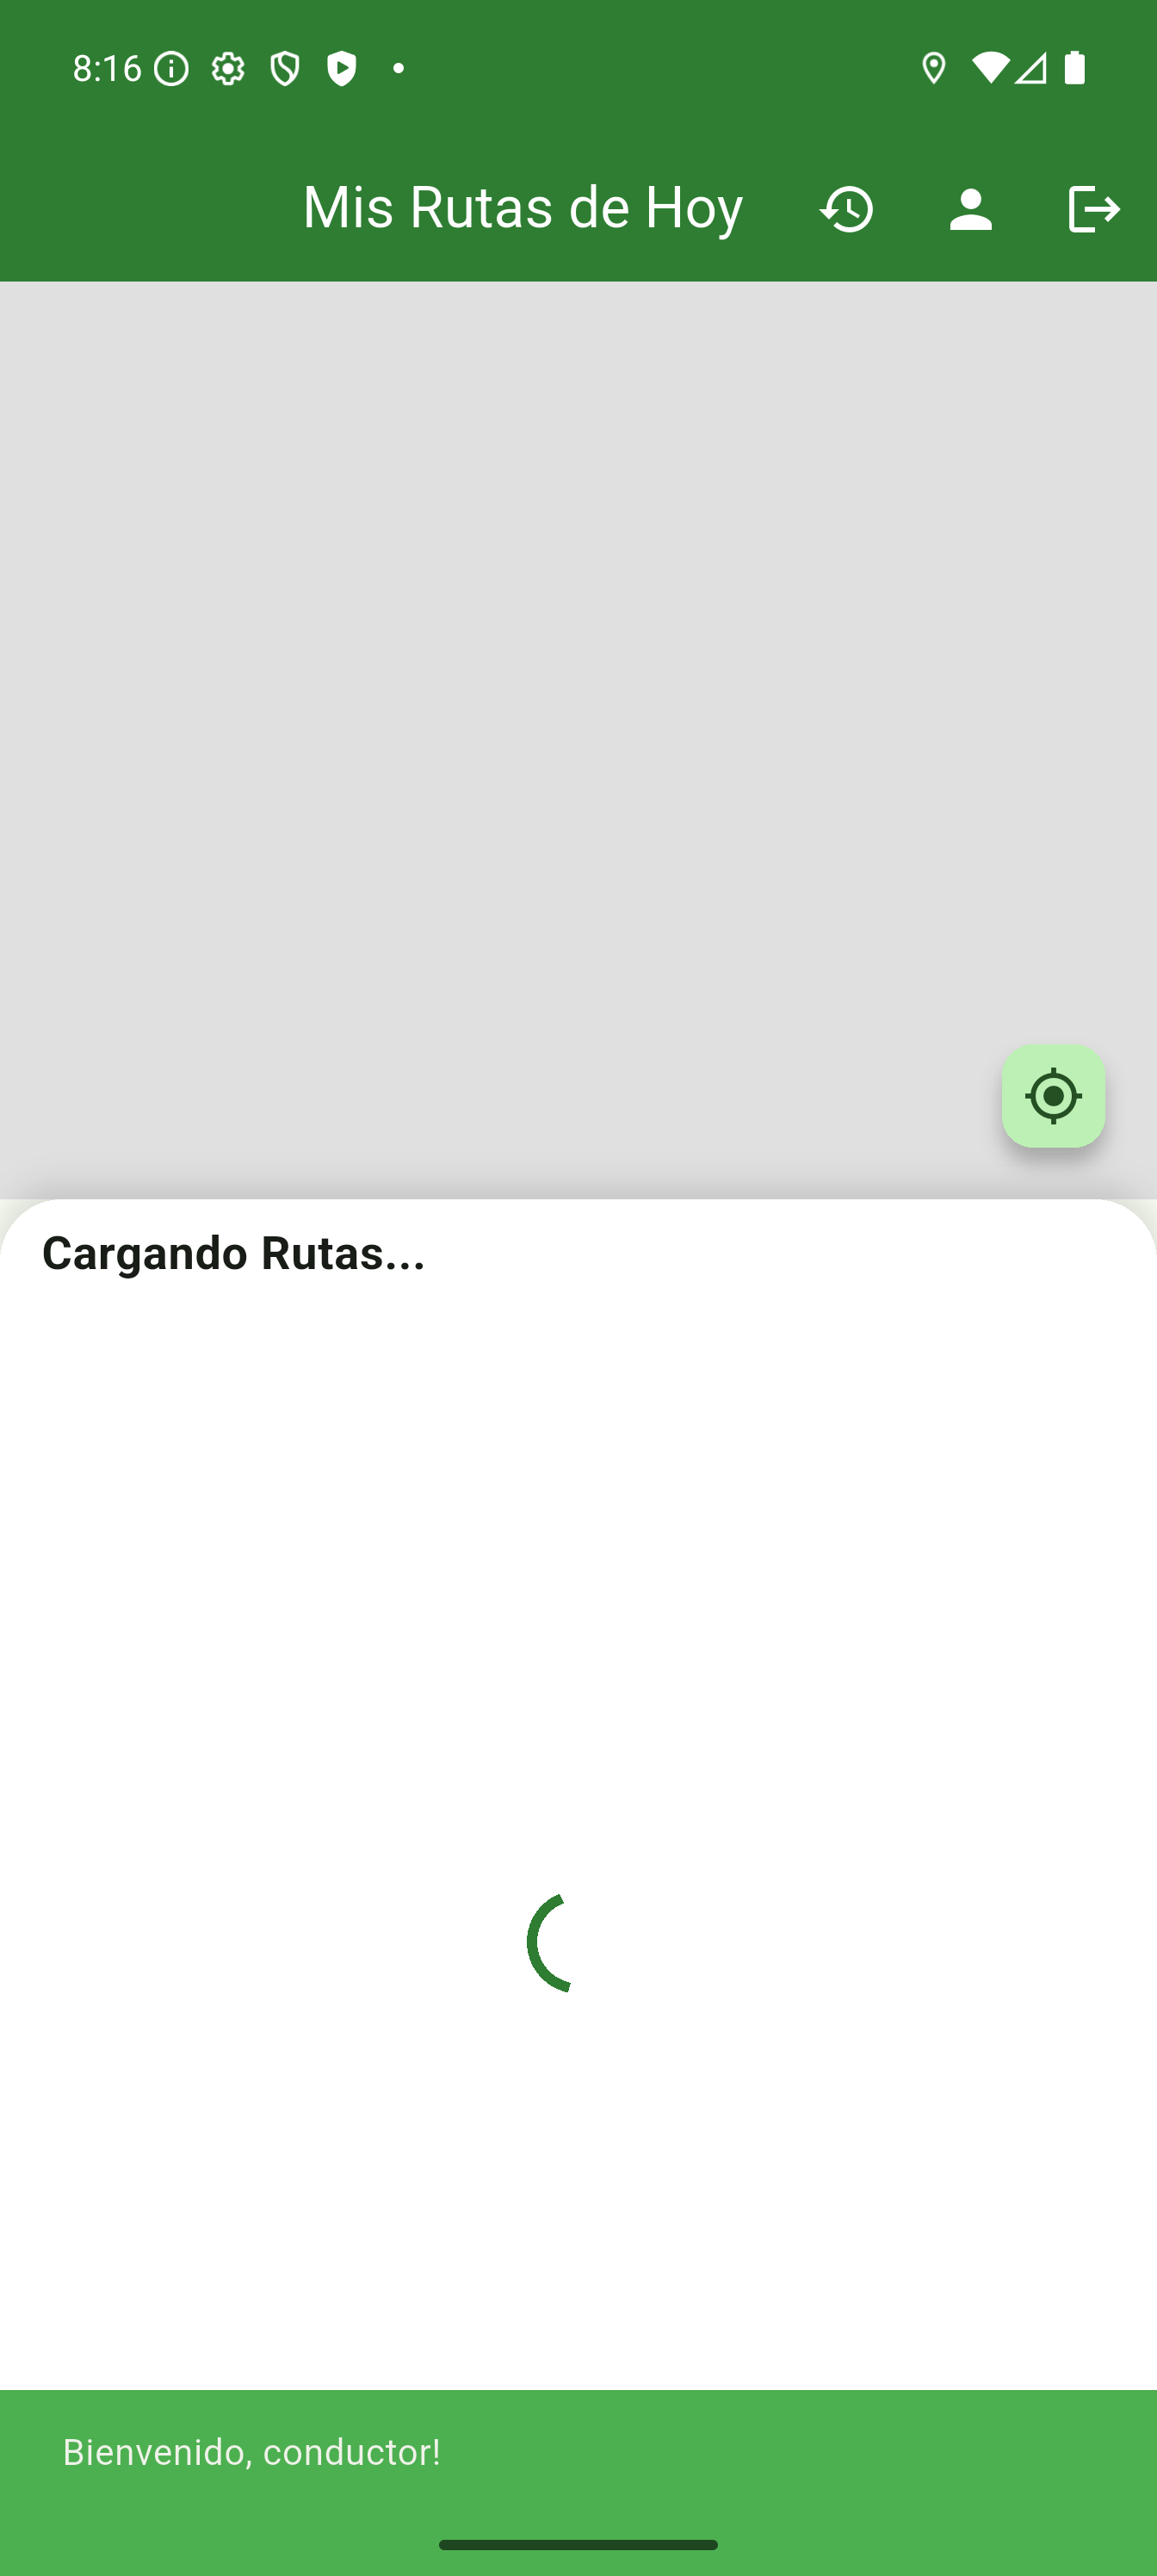 8:16
Mis Rutas de Hoy
Cargando Rutas...
Bienvenido, conductor!